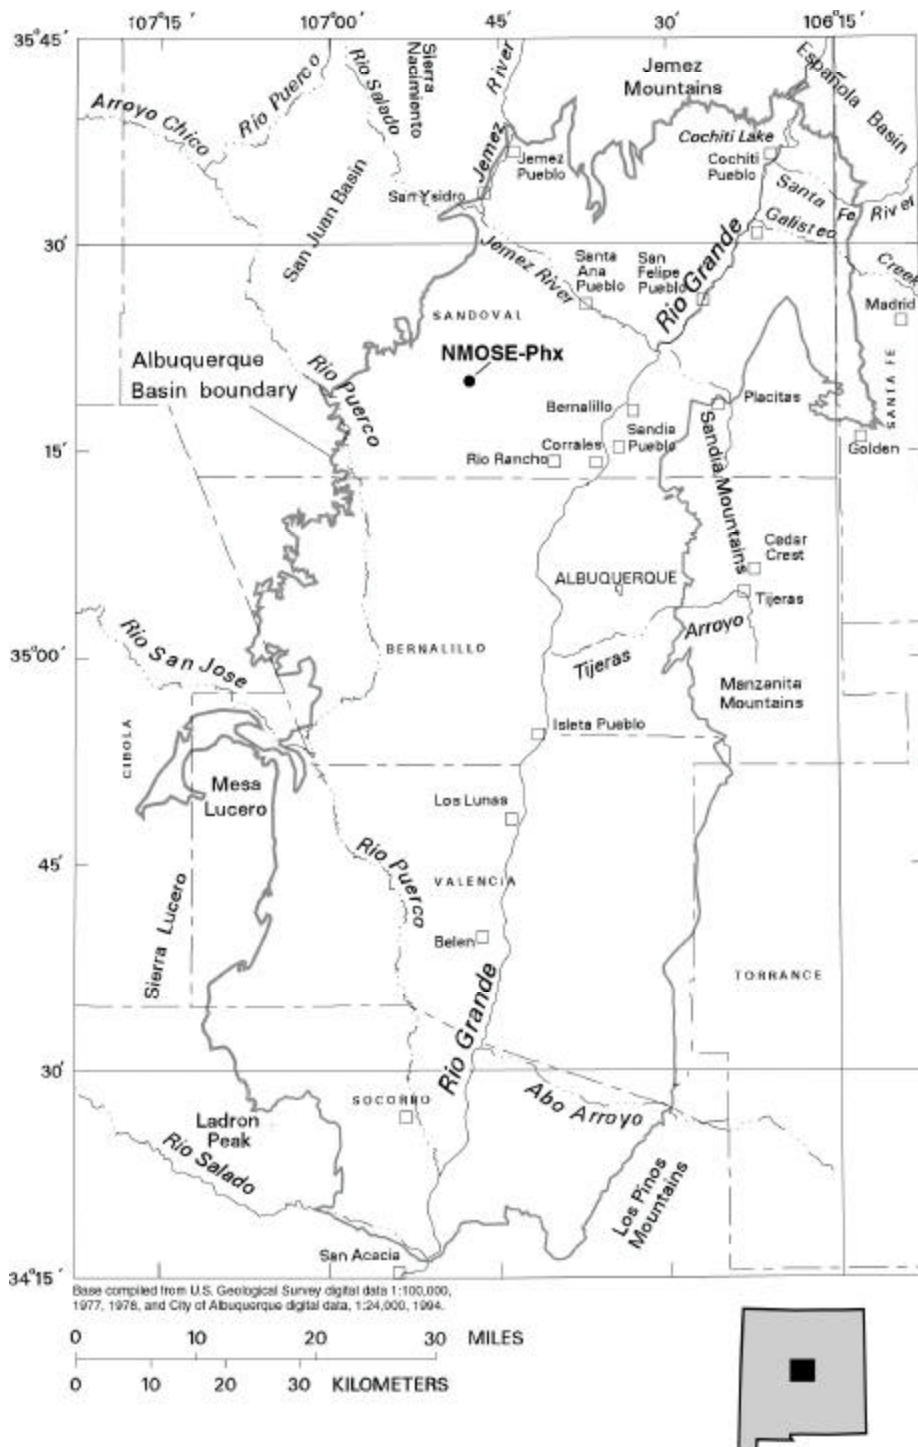 107°15′
107°00′
45′
30′
106°15′
35°45′
Arroyo Chico
Rio Puerco
Rio Salado
Sierra
Nacimiento
Jemez River
Jemez
Mountains
Española Basin
Cochiti Lake
Cochiti
Pueblo
Jemez
Pueblo
San Ysidro
San Juan Basin
Santa Fe River
Galisteo Creek
30′
Jemez River
Santa
Ana
Pueblo
San
Felipe
Pueblo
Rio Grande
Madrid
SANDOVAL
SANTA FE
NMOSE-Phx
Albuquerque
Basin boundary
Rio Puerco
Bernalillo
Placitas
Sandia
Pueblo
Corrales
Rio Rancho
Golden
15′
Sandia Mountains
Cedar
Crest
ALBUQUERQUE
Tijeras
Tijeras Arroyo
Rio San Jose
35°00′
BERNALILLO
Manzanita
Mountains
Isleta Pueblo
CIBOLA
Mesa
Lucero
Los Lunas
45′
Rio Puerco
VALENCIA
Sierra Lucero
Belen
TORRANCE
Rio Grande
30′
SOCORRO
Abo Arroyo
Ladron
Peak
Rio Salado
Los Pinos
Mountains
San Acacia
34°15′
Base compiled from U.S. Geological Survey digital data 1:100,000,
1977, 1978, and City of Albuquerque digital data, 1:24,000, 1994.
0 10 20 30 MILES
0 10 20 30 KILOMETERS